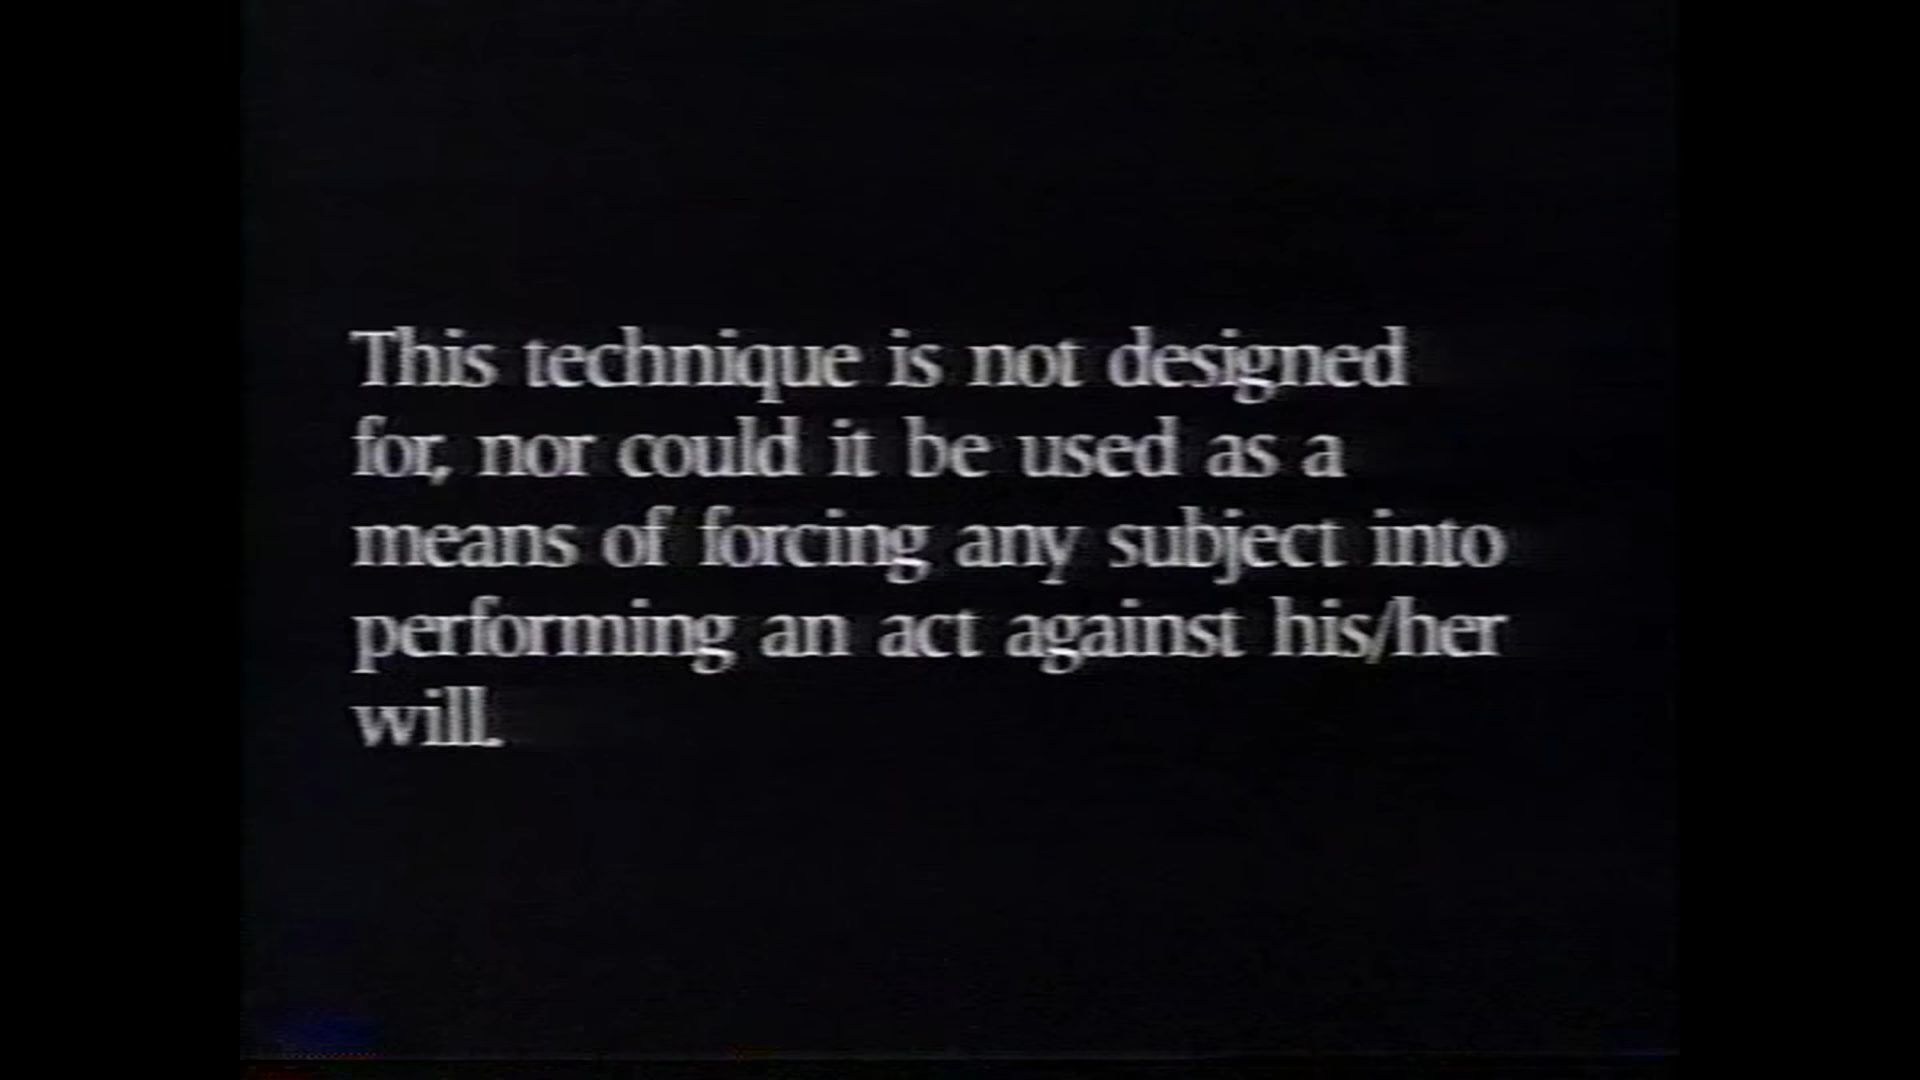 This technique is not designed
for, nor could it be used as a
means of forcing any subject into
performing an act against his/her
will.